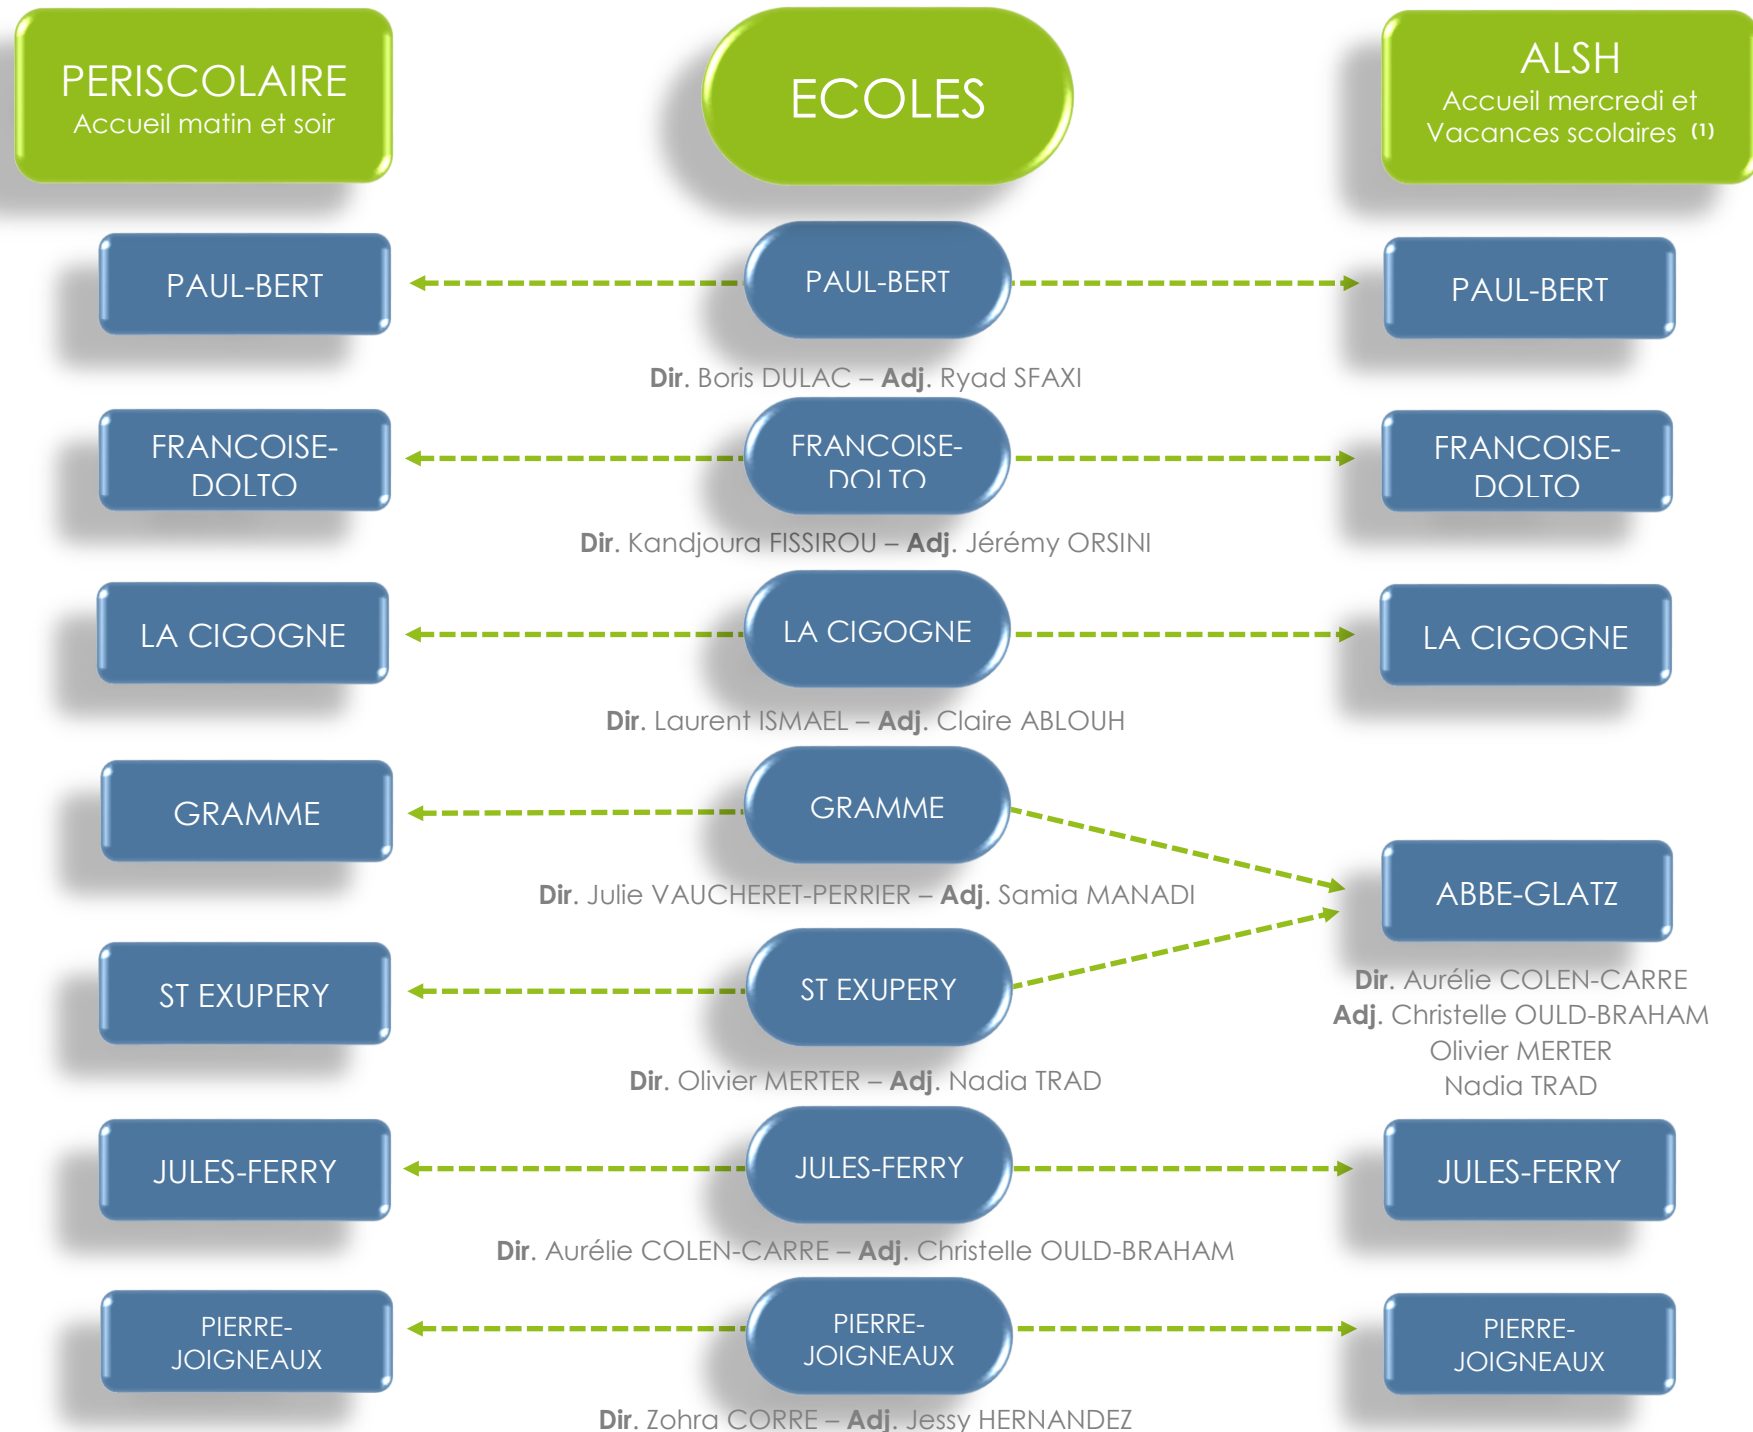 PERISCOLAIRE
Accueil matin et soir
ECOLES
ALSH
Accueil mercredi et
Vacances scolaires (1)
PAUL-BERT
PAUL-BERT
PAUL-BERT
Dir. Boris DULAC – Adj. Ryad SFAXI
FRANCOISE-
DOLTO
FRANCOISE-
DOLTO
FRANCOISE-
DOLTO
Dir. Kandjoura FISSIROU – Adj. Jérémy ORSINI
LA CIGOGNE
LA CIGOGNE
LA CIGOGNE
Dir. Laurent ISMAEL – Adj. Claire ABLOUH
GRAMME
GRAMME
Dir. Julie VAUCHERET-PERRIER – Adj. Samia MANADI
ABBE-GLATZ
Dir. Aurélie COLEN-CARRE
Adj. Christelle OULD-BRAHAM
Olivier MERTER
Nadia TRAD
ST EXUPERY
ST EXUPERY
Dir. Olivier MERTER – Adj. Nadia TRAD
JULES-FERRY
JULES-FERRY
JULES-FERRY
Dir. Aurélie COLEN-CARRE – Adj. Christelle OULD-BRAHAM
PIERRE-
JOIGNEAUX
PIERRE-
JOIGNEAUX
PIERRE-
JOIGNEAUX
Dir. Zohra CORRE – Adj. Jessy HERNANDEZ